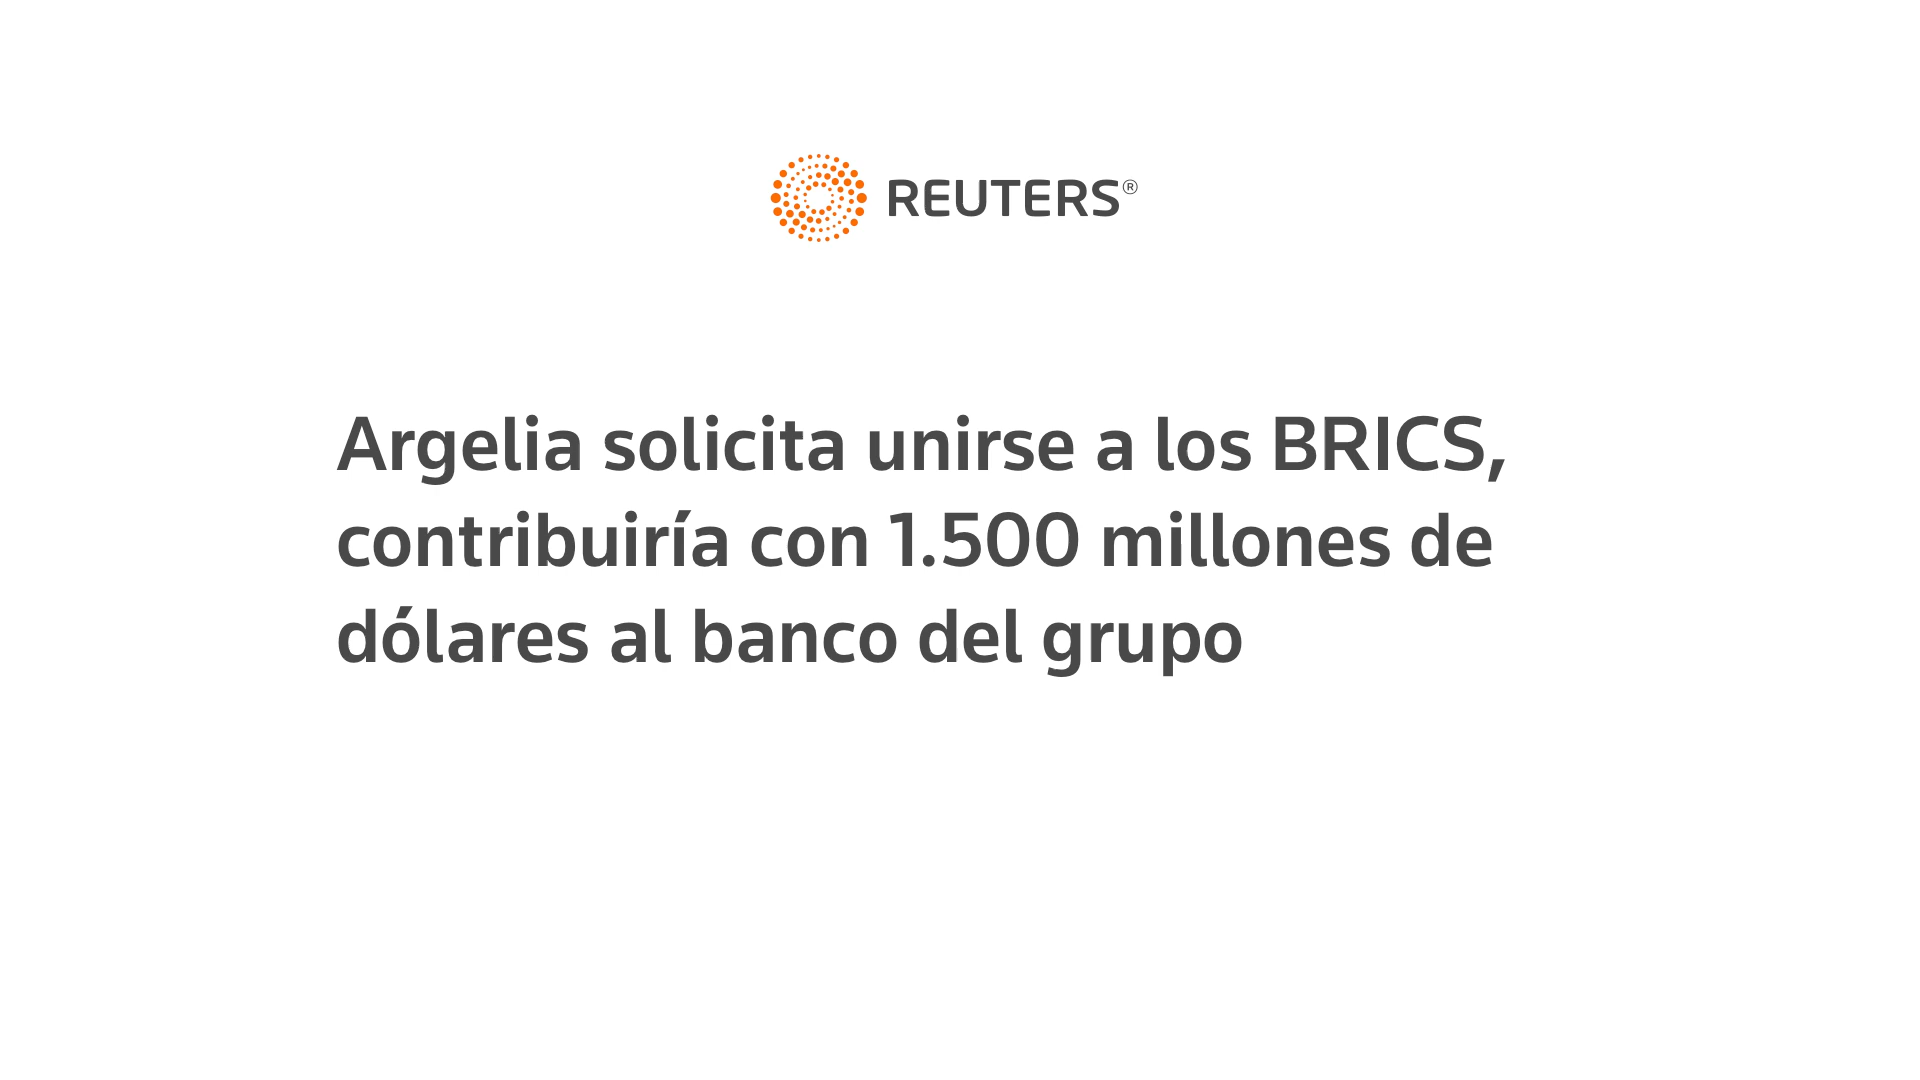 REUTERS®
Argelia solicita unirse a los BRICS,
contribuiría con 1.500 millones de
dólares al banco del grupo